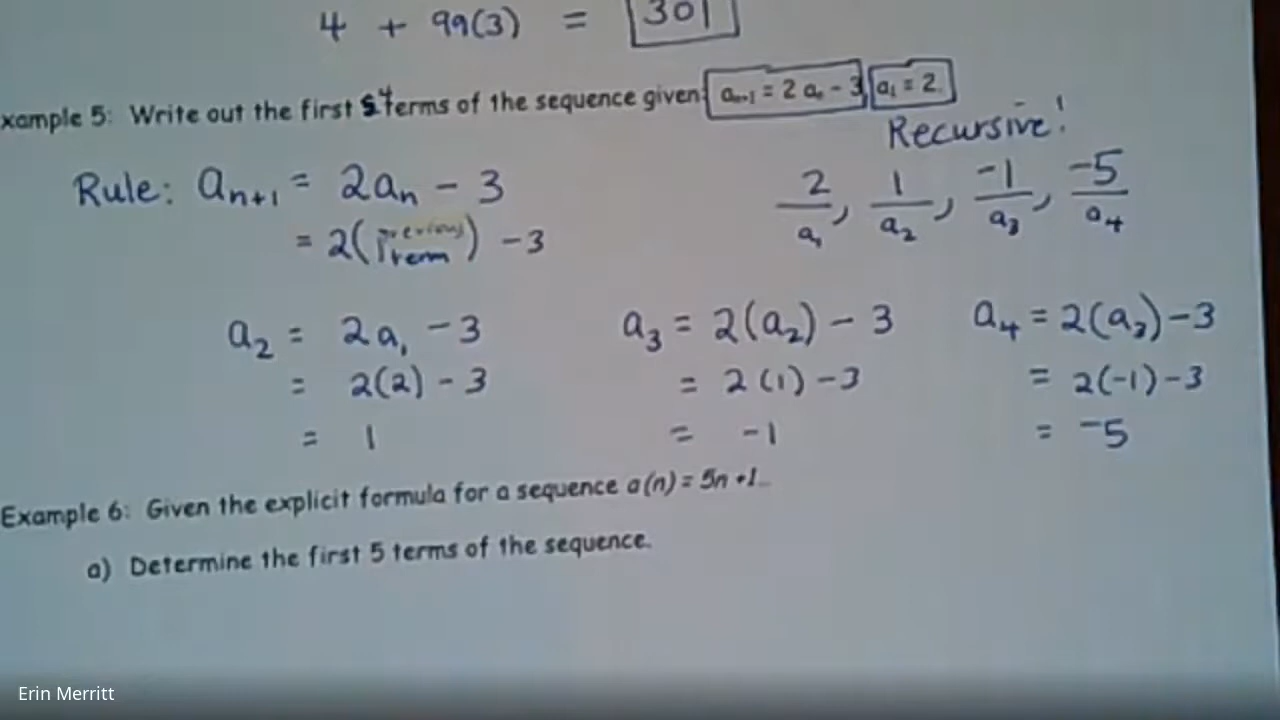 4 + 99(3) = 301
xample 5: Write out the first 4 terms of the sequence given: aₙ₊₁ = 2 aₙ - 3, a₁ = 2.
Recursive!
Rule: aₙ₊₁ = 2aₙ - 3
= 2(previous term) - 3
2, 1, -1, -5
a₁ a₂ a₃ a₄
a₂ = 2a₁ - 3 a₃ = 2(a₂) - 3 a₄ = 2(a₃) - 3
= 2(2) - 3 = 2(1) - 3 = 2(-1) - 3
= 1 = -1 = -5
Example 6: Given the explicit formula for a sequence a(n) = 5n + 1
a) Determine the first 5 terms of the sequence.
Erin Merritt